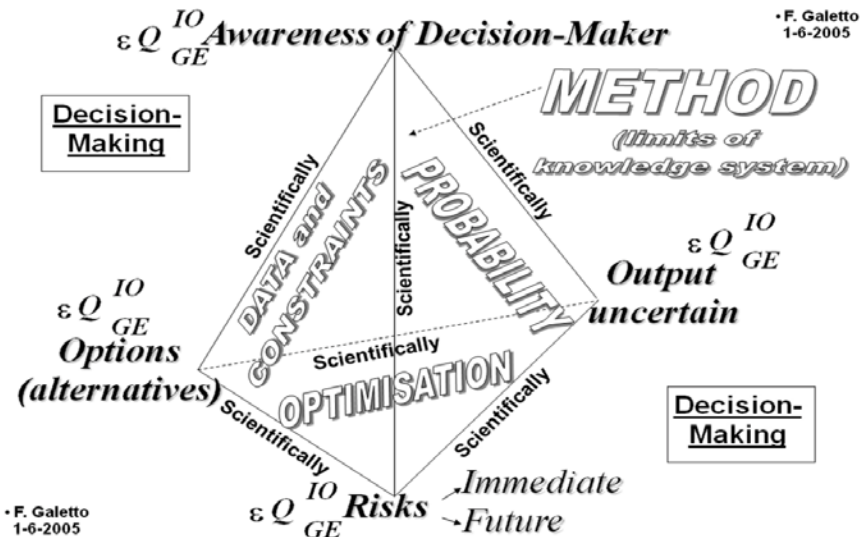 ε Q IO GE Awareness of Decision-Maker
• F. Galetto
1-6-2005
Decision-
Making
METHOD
(limits of
knowledge system)
Scientifically
Scientifically
DATA and
CONSTRAINTS
Scientifically
PROBABILITY
ε Q IO GE
Output
uncertain
ε Q IO GE
Options
(alternatives)
Scientifically
OPTIMISATION
Scientifically
Scientifically
Decision-
Making
ε Q IO GE Risks
Immediate
Future
• F. Galetto
1-6-2005